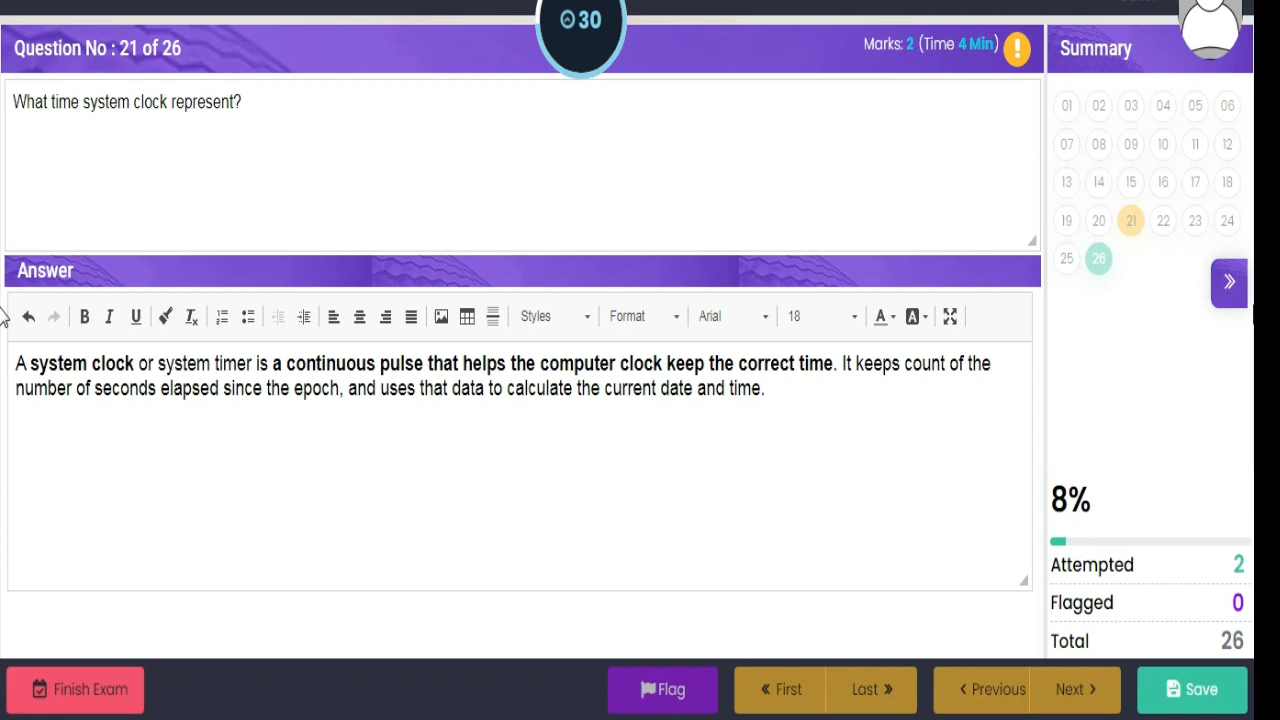 30
Question No : 21 of 26
Marks: 2 (Time 4 Min)
Summary
What time system clock represent?
01 02 03 04 05 06
07 08 09 10 11 12
13 14 15 16 17 18
19 20 21 22 23 24
25 26
Answer
Styles Format Arial 18
A system clock or system timer is a continuous pulse that helps the computer clock keep the correct time. It keeps count of the
number of seconds elapsed since the epoch, and uses that data to calculate the current date and time.
8%
Attempted 2
Flagged 0
Total 26
Finish Exam
Flag
First
Last
Previous
Next
Save